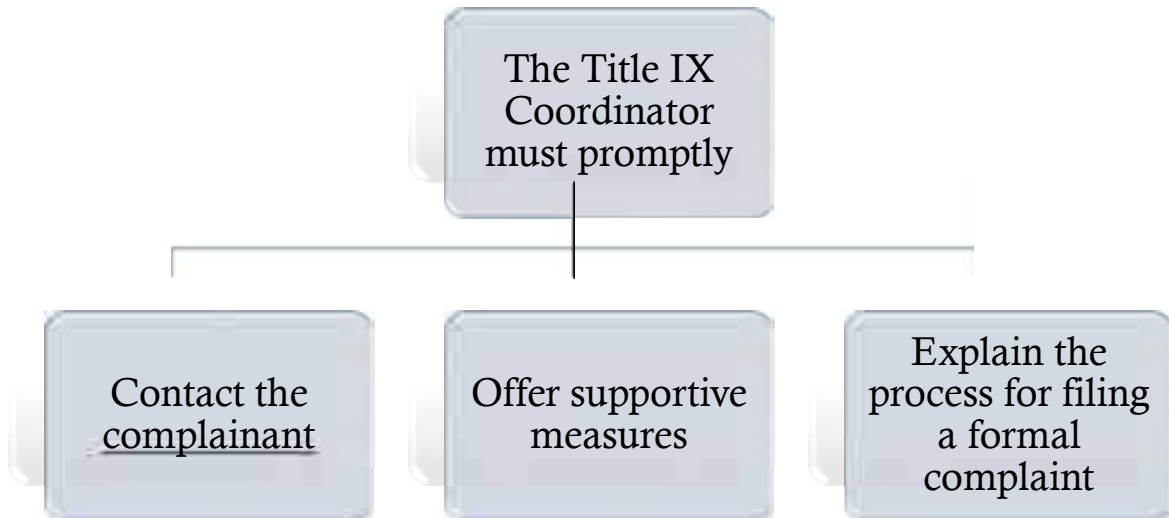 The Title IX
Coordinator
must promptly
Contact the
complainant
Offer supportive
measures
Explain the
process for filing
a formal
complaint